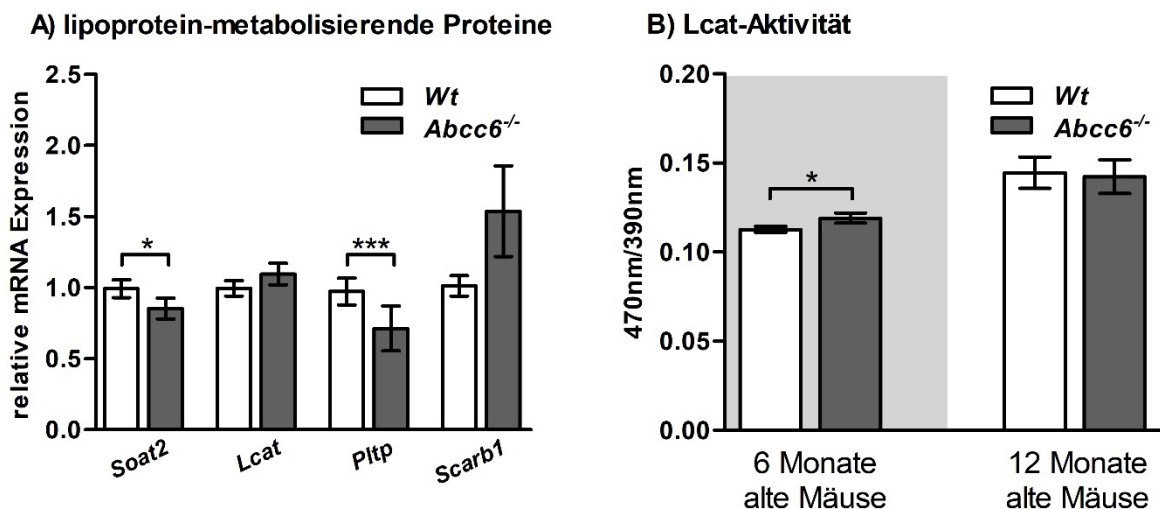 A) lipoprotein-metabolisierende Proteine
relative mRNA Expression
2.5
2.0
1.5
1.0
0.5
0.0
Wt
Abcc6-/-
*
***
Soat2
Lcat
Pltp
Scarb1
B) Lcat-Aktivität
470nm/390nm
0.20
0.15
0.10
0.05
0.00
Wt
Abcc6-/-
*
6 Monate
alte Mäuse
12 Monate
alte Mäuse